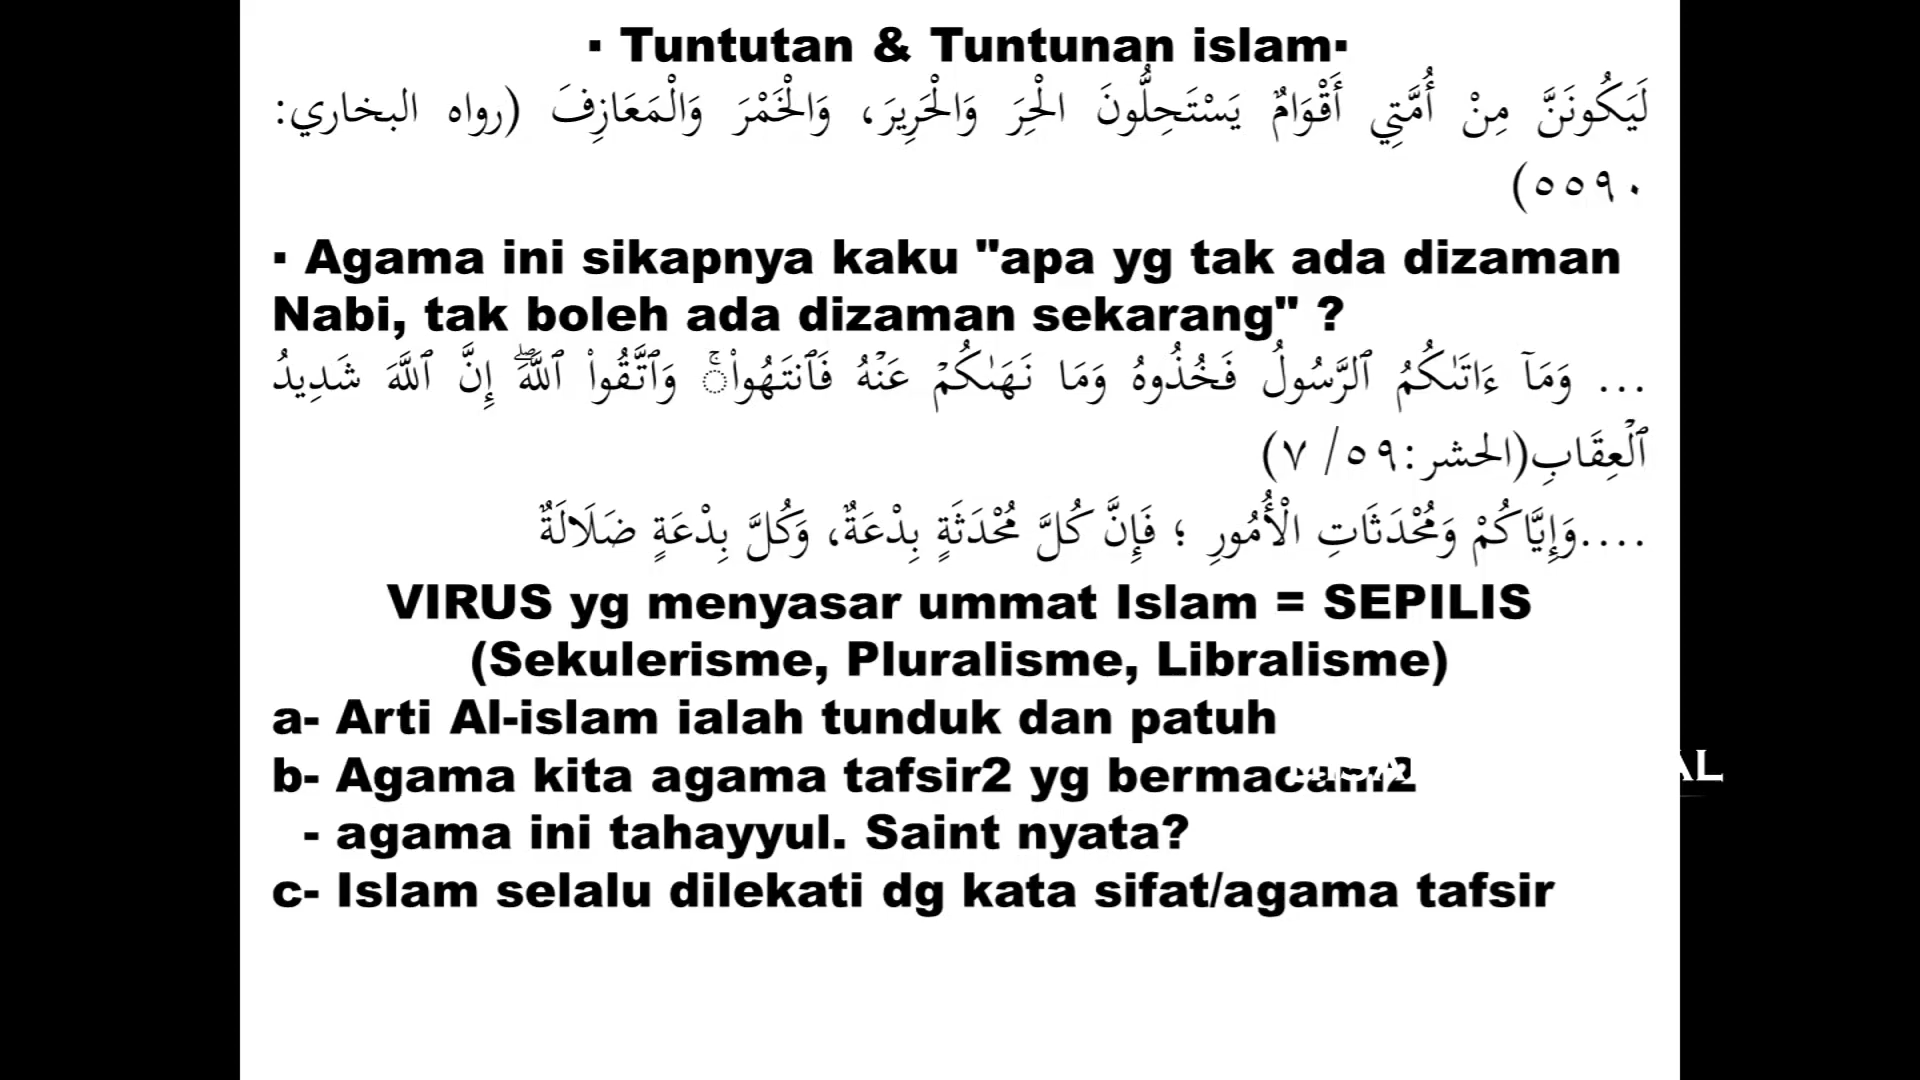 ▪ Tuntutan & Tuntunan islam▪
لَيَكُونَنَّ مِنْ أُمَّتِي أَقْوَامٌ يَسْتَحِلُّونَ الْحِرَ وَالْحَرِيرَ، وَالْخَمْرَ وَالْمَعَازِفَ (رواه البخاري:
٥٥٩٠)
▪ Agama ini sikapnya kaku "apa yg tak ada dizaman
Nabi, tak boleh ada dizaman sekarang" ?
... وَمَآ ءَاتَىٰكُمُ ٱلرَّسُولُ فَخُذُوهُ وَمَا نَهَىٰكُمْ عَنْهُ فَٱنتَهُوا۟ۚ وَٱتَّقُوا۟ ٱللَّهَۖ إِنَّ ٱللَّهَ شَدِيدُ
ٱلْعِقَابِ(الحشر:٥٩/ ٧)
....وَإِيَّاكُمْ وَمُحْدَثَاتِ الْأُمُورِ ؛ فَإِنَّ كُلَّ مُحْدَثَةٍ بِدْعَةٌ، وَكُلَّ بِدْعَةٍ ضَلَالَةٌ
VIRUS yg menyasar ummat Islam = SEPILIS
(Sekulerisme, Pluralisme, Libralisme)
a- Arti Al-islam ialah tunduk dan patuh
b- Agama kita agama tafsir2 yg bermacam2
- agama ini tahayyul. Saint nyata?
c- Islam selalu dilekati dg kata sifat/agama tafsir